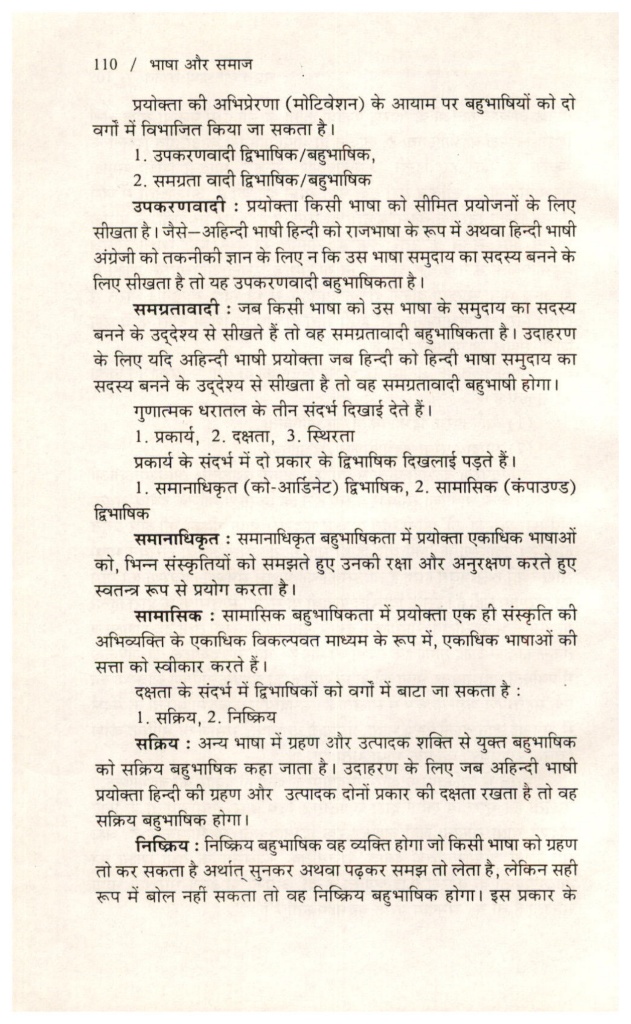 110 / भाषा और समाज
प्रयोक्ता की अभिप्रेरणा (मोटिवेशन) के आयाम पर बहुभाषियों को दो
वर्गों में विभाजित किया जा सकता है।
1. उपकरणवादी द्विभाषिक/बहुभाषिक,
2. समग्रता वादी द्विभाषिक/बहुभाषिक
उपकरणवादी : प्रयोक्ता किसी भाषा को सीमित प्रयोजनों के लिए
सीखता है। जैसे–अहिन्दी भाषी हिन्दी को राजभाषा के रूप में अथवा हिन्दी भाषी
अंग्रेजी को तकनीकी ज्ञान के लिए न कि उस भाषा समुदाय का सदस्य बनने के
लिए सीखता है तो यह उपकरणवादी बहुभाषिकता है।
समग्रतावादी : जब किसी भाषा को उस भाषा के समुदाय का सदस्य
बनने के उद्देश्य से सीखते हैं तो वह समग्रतावादी बहुभाषिकता है। उदाहरण
के लिए यदि अहिन्दी भाषी प्रयोक्ता जब हिन्दी को हिन्दी भाषा समुदाय का
सदस्य बनने के उद्देश्य से सीखता है तो वह समग्रतावादी बहुभाषी होगा।
गुणात्मक धरातल के तीन संदर्भ दिखाई देते हैं।
1. प्रकार्य, 2. दक्षता, 3. स्थिरता
प्रकार्य के संदर्भ में दो प्रकार के द्विभाषिक दिखलाई पड़ते हैं।
1. समानाधिकृत (को-आर्डिनेट) द्विभाषिक, 2. सामासिक (कंपाउण्ड)
द्विभाषिक
समानाधिकृत : समानाधिकृत बहुभाषिकता में प्रयोक्ता एकाधिक भाषाओं
को, भिन्न संस्कृतियों को समझते हुए उनकी रक्षा और अनुरक्षण करते हुए
स्वतन्त्र रूप से प्रयोग करता है।
सामासिक : सामासिक बहुभाषिकता में प्रयोक्ता एक ही संस्कृति की
अभिव्यक्ति के एकाधिक विकल्पवत माध्यम के रूप में, एकाधिक भाषाओं की
सत्ता को स्वीकार करते हैं।
दक्षता के संदर्भ में द्विभाषिकों को वर्गों में बाटा जा सकता है :
1. सक्रिय, 2. निष्क्रिय
सक्रिय : अन्य भाषा में ग्रहण और उत्पादक शक्ति से युक्त बहुभाषिक
को सक्रिय बहुभाषिक कहा जाता है। उदाहरण के लिए जब अहिन्दी भाषी
प्रयोक्ता हिन्दी की ग्रहण और उत्पादक दोनों प्रकार की दक्षता रखता है तो वह
सक्रिय बहुभाषिक होगा।
निष्क्रिय : निष्क्रिय बहुभाषिक वह व्यक्ति होगा जो किसी भाषा को ग्रहण
तो कर सकता है अर्थात् सुनकर अथवा पढ़कर समझ तो लेता है, लेकिन सही
रूप में बोल नहीं सकता तो वह निष्क्रिय बहुभाषिक होगा। इस प्रकार के